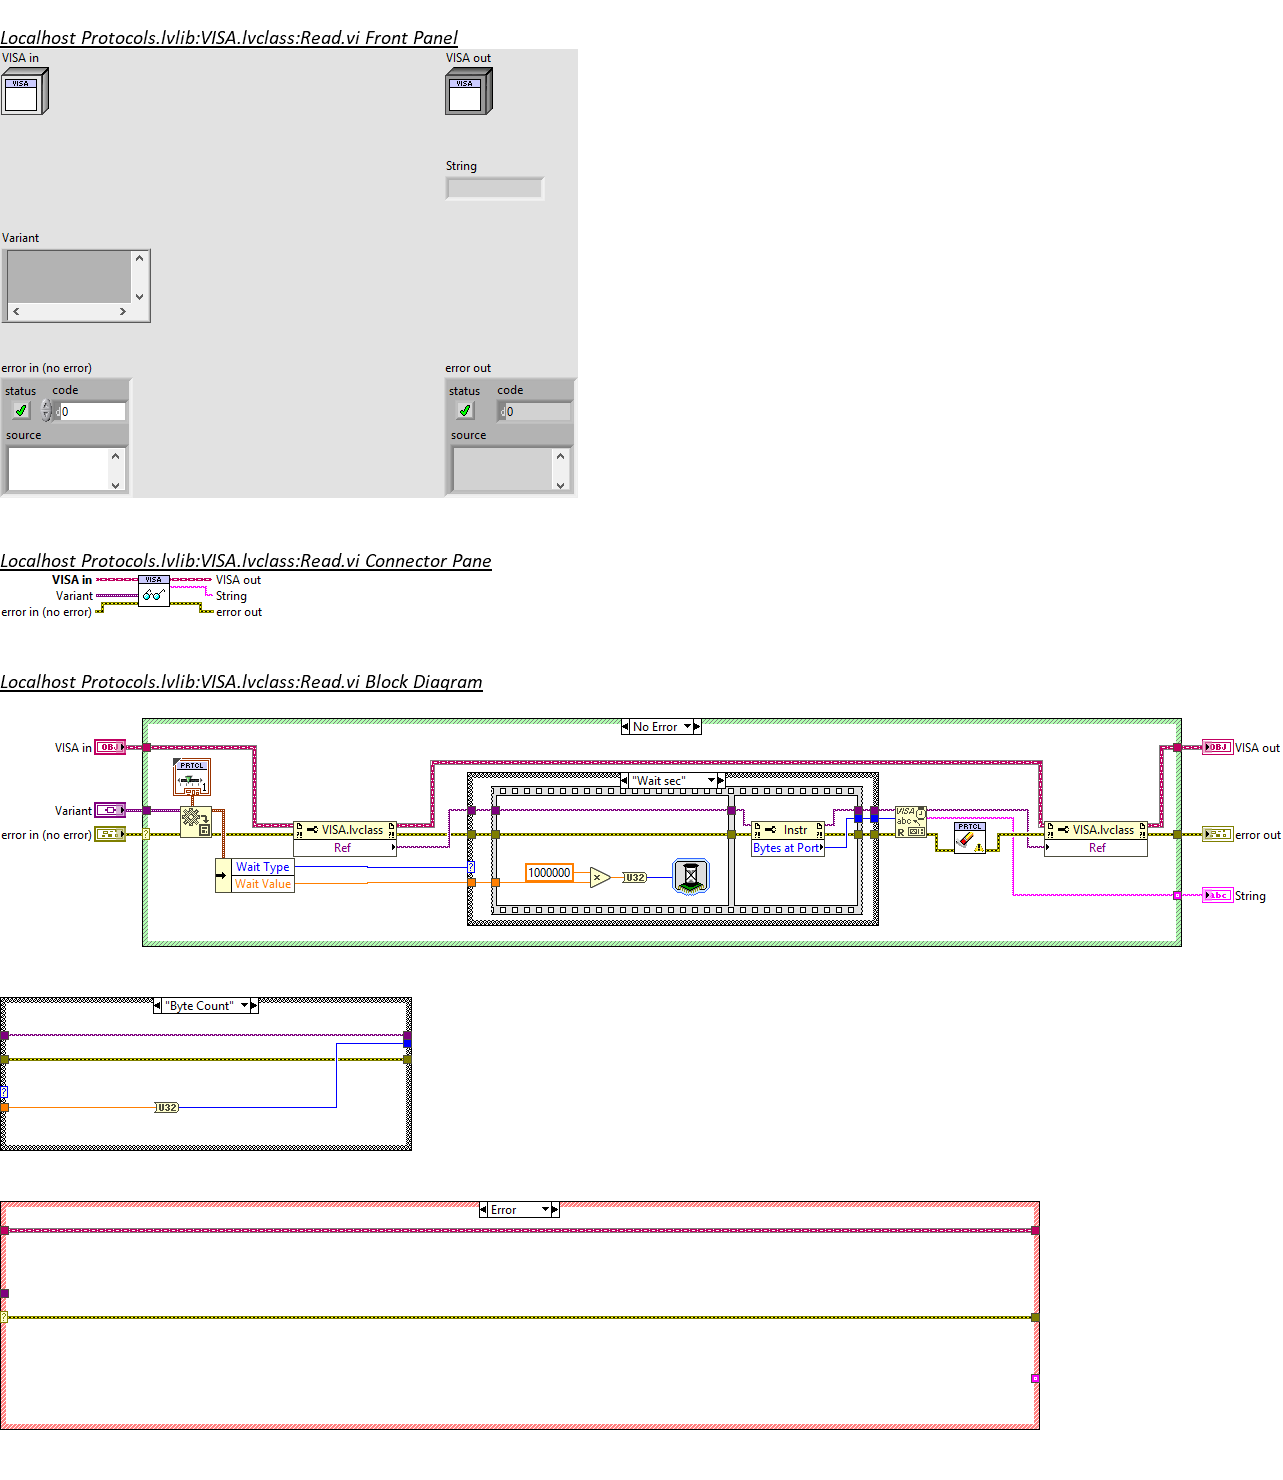 Localhost Protocols.lvlib:VISA.lvclass:Read.vi Front Panel
VISA in
VISA out
VISA
VISA
String
Variant
error in (no error)
error out
status
code
status
code
d
0
d
0
source
source
Localhost Protocols.lvlib:VISA.lvclass:Read.vi Connector Pane
VISA in
VISA
VISA out
Variant
String
error in (no error)
error out
Localhost Protocols.lvlib:VISA.lvclass:Read.vi Block Diagram
No Error
VISA in
OBJ
OBJ
VISA out
PRTCL
1
"Wait sec"
Variant
VISA
abc
R
error in (no error)
?
?!
VISA.lvclass
?!
Ref
?!
Instr
?!
Bytes at Port
PRTCL
?!
VISA.lvclass
?!
Ref
error out
Wait Type
?
Wait Value
1000000
×
U32
abc
String
"Byte Count"
?
U32
Error
?